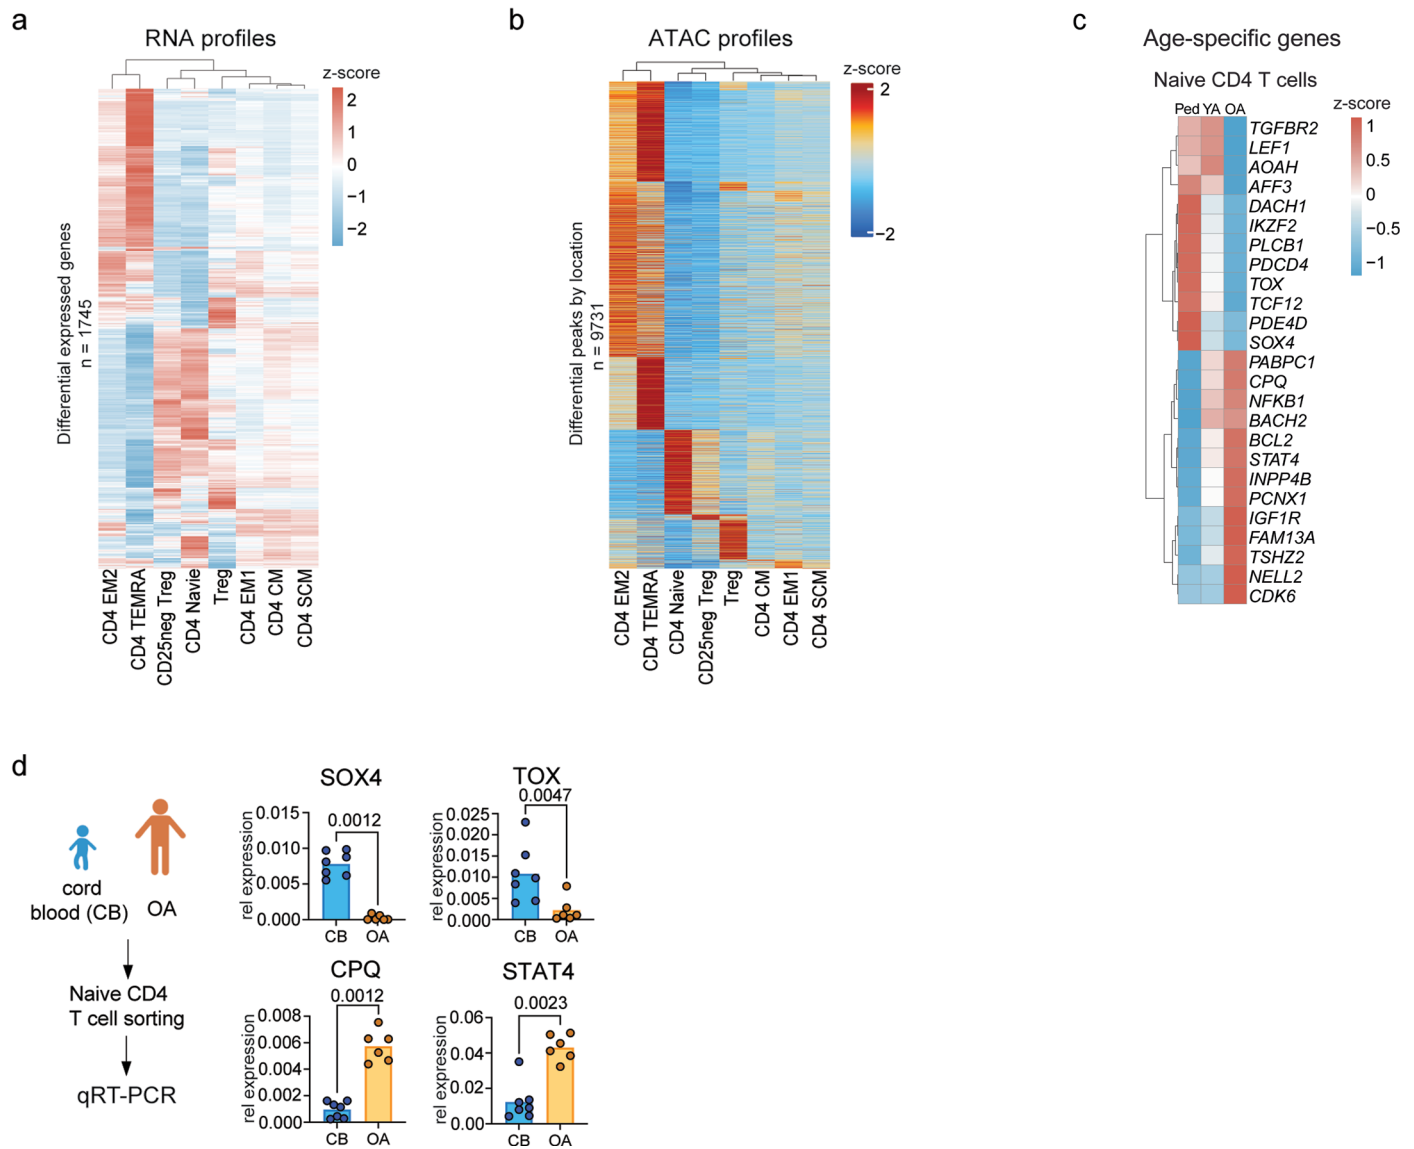 a
RNA profiles
z-score
2
1
0
−1
−2
Differential expressed genes
n = 1745
CD4 EM2
CD4 TEMRA
CD25neg Treg
CD4 Navie
Treg
CD4 EM1
CD4 CM
CD4 SCM
b
ATAC profiles
z-score
2
−2
Differential peaks by location
n = 9731
CD4 EM2
CD4 TEMRA
CD4 Naive
CD25neg Treg
Treg
CD4 CM
CD4 EM1
CD4 SCM
c
Age-specific genes
Naive CD4 T cells
Ped YA OA
z-score
1
0.5
0
−0.5
−1
TGFBR2
LEF1
AOAH
AFF3
DACH1
IKZF2
PLCB1
PDCD4
TOX
TCF12
PDE4D
SOX4
PABPC1
CPQ
NFKB1
BACH2
BCL2
STAT4
INPP4B
PCNX1
IGF1R
FAM13A
TSHZ2
NELL2
CDK6
d
cord
blood (CB)
OA
Naive CD4
T cell sorting
qRT-PCR
SOX4
0.0012
rel expression
0.015
0.010
0.005
0.000
CB OA
TOX
0.0047
rel expression
0.025
0.020
0.015
0.010
0.005
0.000
CB OA
CPQ
0.0012
rel expression
0.008
0.006
0.004
0.002
0.000
CB OA
STAT4
0.0023
rel expression
0.06
0.04
0.02
0.00
CB OA